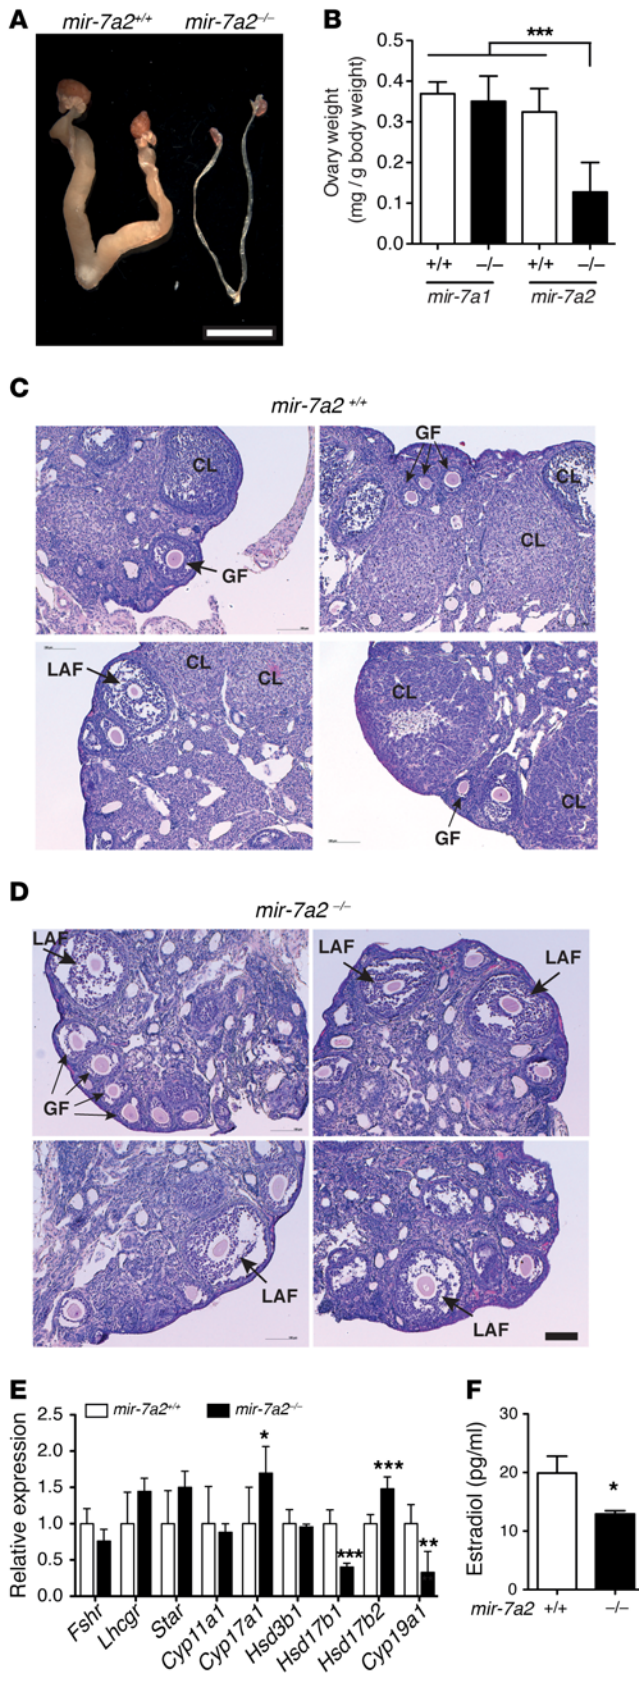 A
mir-7a2+/+ mir-7a2–/–
B
***
Ovary weight
(mg / g body weight)
0.5
0.4
0.3
0.2
0.1
0.0
+/+ –/– +/+ –/–
mir-7a1 mir-7a2
C
mir-7a2 +/+
CL
GF
GF
CL
CL
LAF
CL
CL
CL
GF
CL
D
mir-7a2 –/–
LAF
GF
LAF
LAF
LAF
LAF
E
mir-7a2+/+ mir-7a2–/–
Relative expression
2.5
2.0
1.5
1.0
0.5
0.0
* *** *** **
Fshr Lhcgr Star Cyp11a1 Cyp17a1 Hsd3b1 Hsd17b1 Hsd17b2 Cyp19a1
F
Estradiol (pg/ml)
30
20
10
0
*
mir-7a2 +/+ –/–